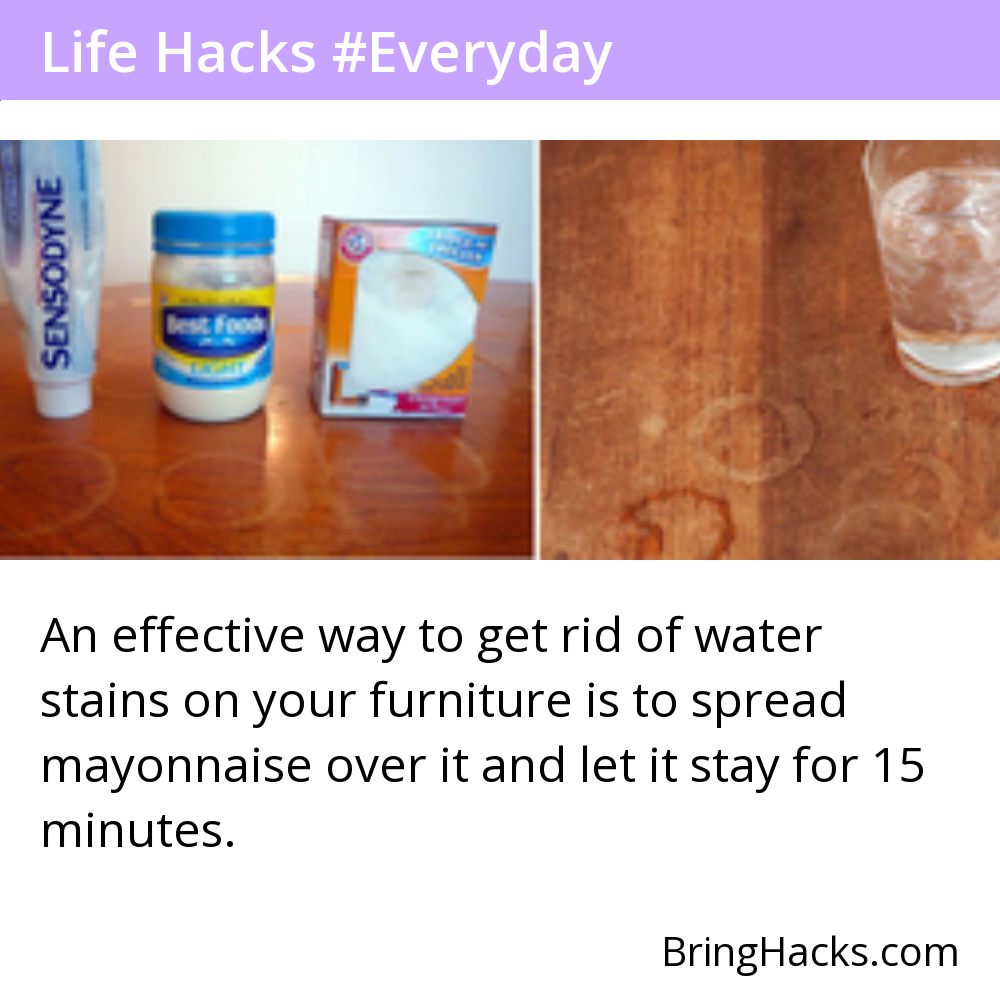 Life Hacks #Everyday
SENSODYNE
Best Foods
LIGHT
An effective way to get rid of water
stains on your furniture is to spread
mayonnaise over it and let it stay for 15
minutes.
BringHacks.com